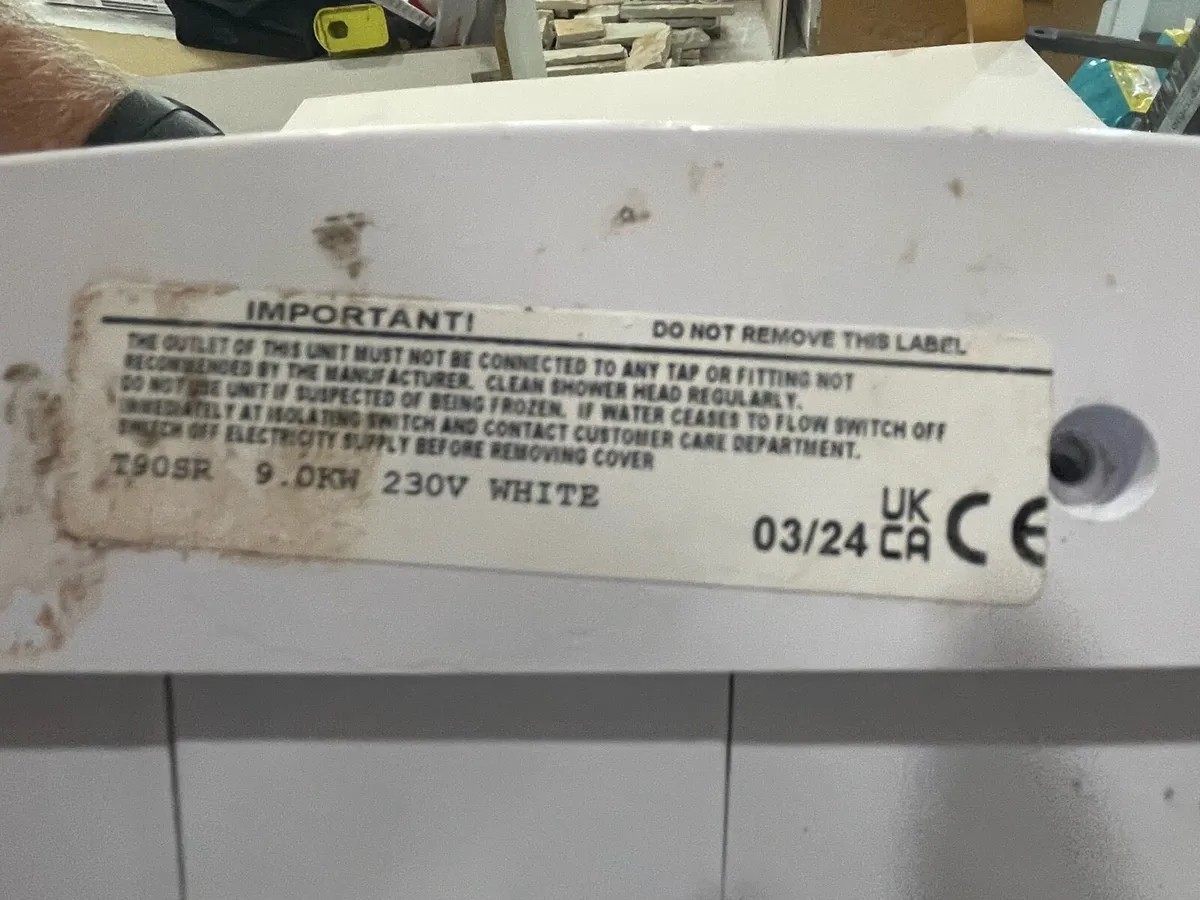 IMPORTANT! DO NOT REMOVE THIS LABEL
THE OUTLET OF THIS UNIT MUST NOT BE CONNECTED TO ANY TAP OR FITTING NOT
RECOMMENDED BY THE MANUFACTURER. CLEAN SHOWER HEAD REGULARLY.
DO NOT USE UNIT IF SUSPECTED OF BEING FROZEN. IF WATER CEASES TO FLOW SWITCH OFF
IMMEDIATELY AT ISOLATING SWITCH AND CONTACT CUSTOMER CARE DEPARTMENT.
SWITCH OFF ELECTRICITY SUPPLY BEFORE REMOVING COVER
T90SR 9.0KW 230V WHITE
03/24 UK CA CE